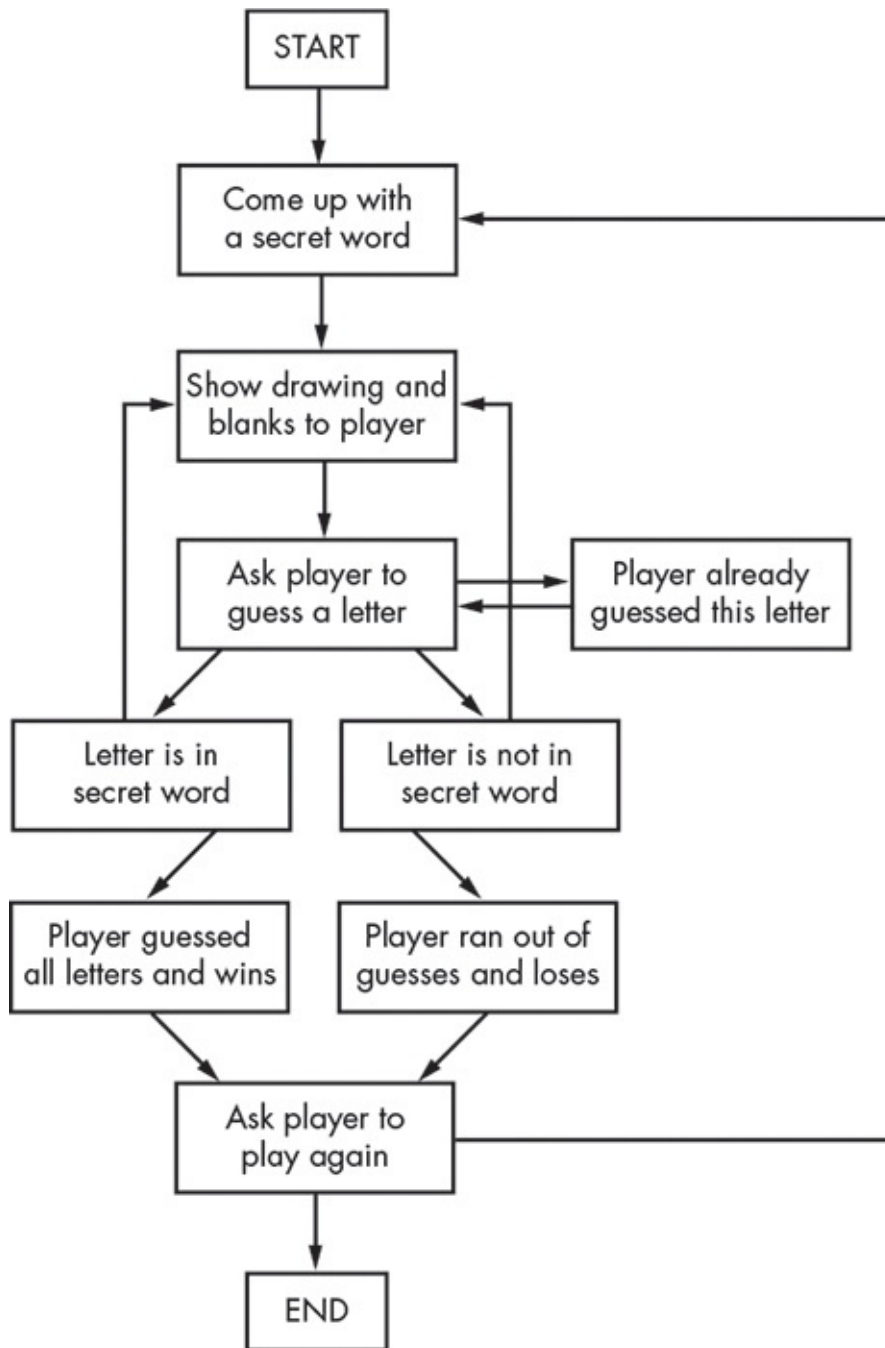 START
Come up with
a secret word
Show drawing and
blanks to player
Ask player to
guess a letter
Player already
guessed this letter
Letter is in
secret word
Letter is not in
secret word
Player guessed
all letters and wins
Player ran out of
guesses and loses
Ask player to
play again
END